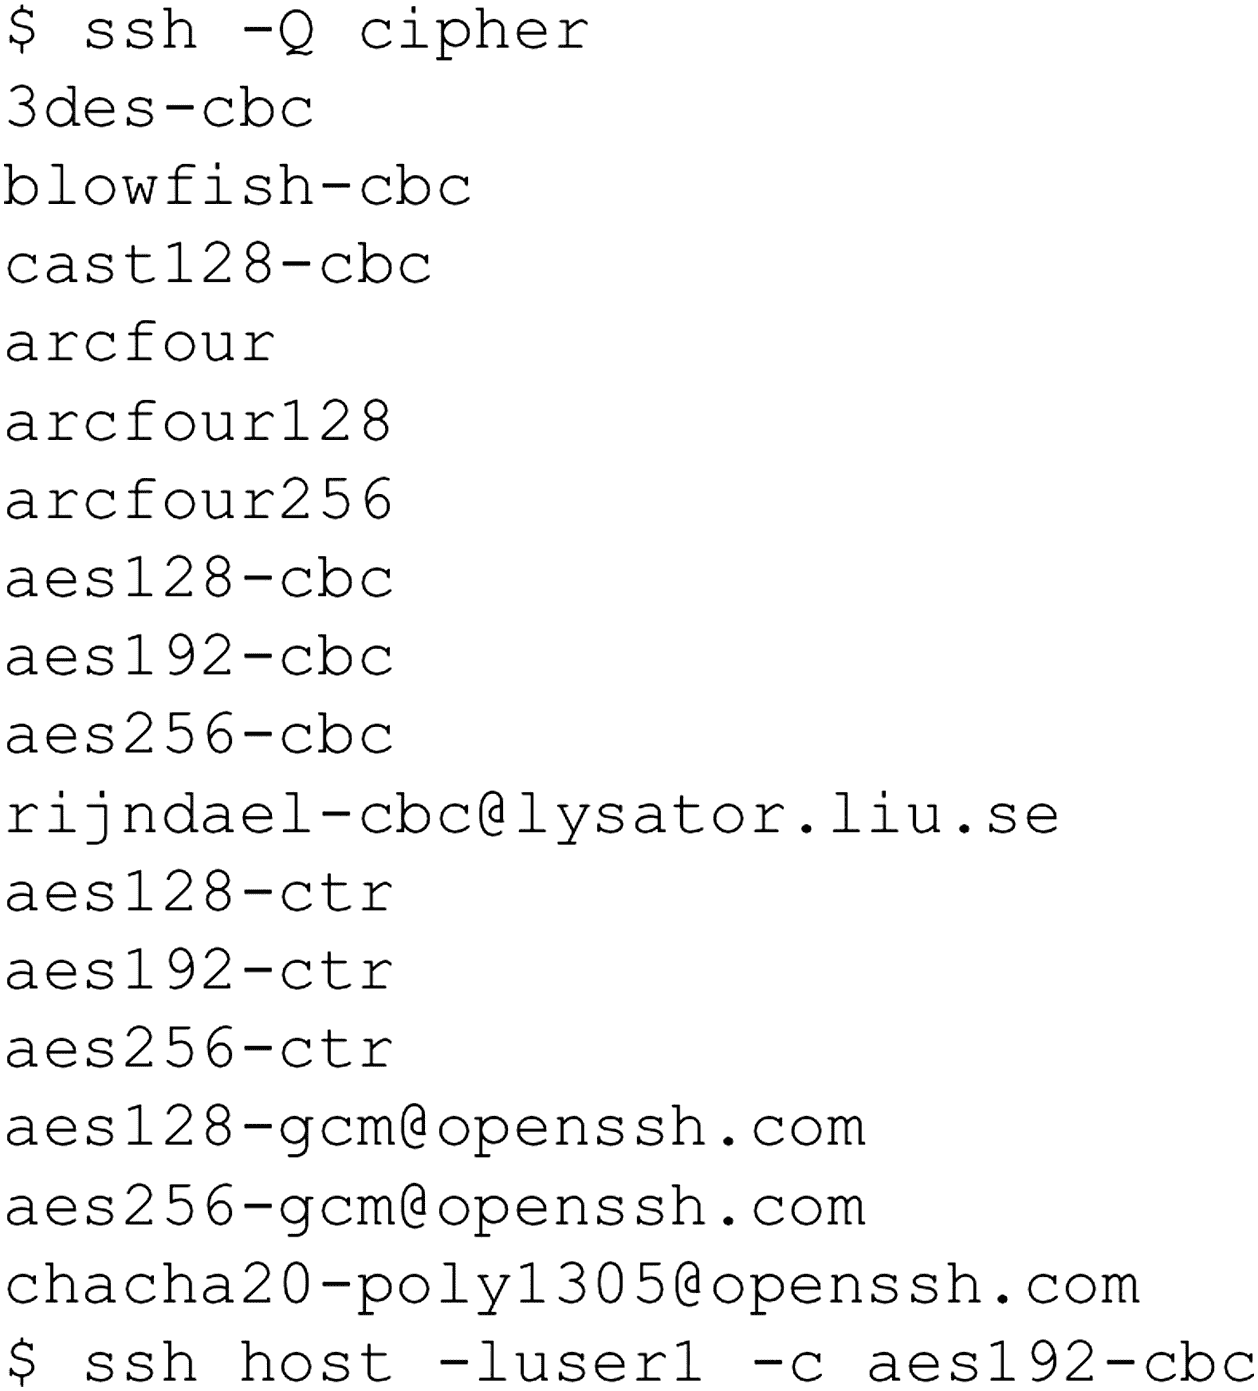 $ ssh -Q cipher
3des-cbc
blowfish-cbc
cast128-cbc
arcfour
arcfour128
arcfour256
aes128-cbc
aes192-cbc
aes256-cbc
rijndael-cbc@lysator.liu.se
aes128-ctr
aes192-ctr
aes256-ctr
aes128-gcm@openssh.com
aes256-gcm@openssh.com
chacha20-poly1305@openssh.com
$ ssh host -luser1 -c aes192-cbc